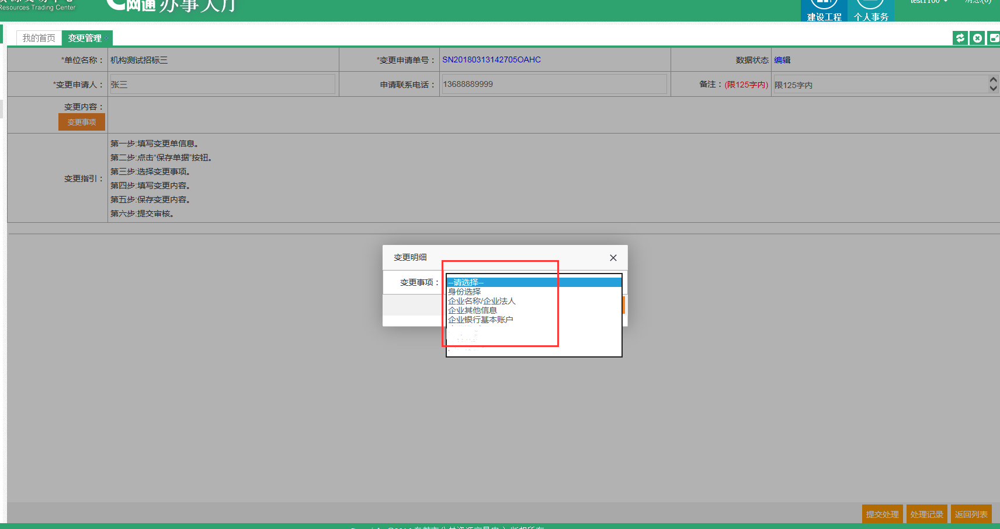 Resources Trading Center
网通办事大厅
建设工程
个人事务
test1100
消息(0)
我的首页
变更管理
*单位名称： 机构测试招标三
*变更申请单号： SN20180313142705OAHC
数据状态 编辑
*变更申请人： 张三
申请联系电话： 13688889999
备注：(限125字内) 限125字内
变更内容：
变更事项
变更指引：
第一步:填写变更单信息。
第二步:点击“保存单据”按钮。
第三步:选择变更事项。
第四步:填写变更内容。
第五步:保存变更内容。
第六步:提交审核。
变更明细
变更事项：
--请选择--
身份选择
企业名称/企业法人
企业其他信息
企业银行基本账户
提交处理
处理记录
返回列表